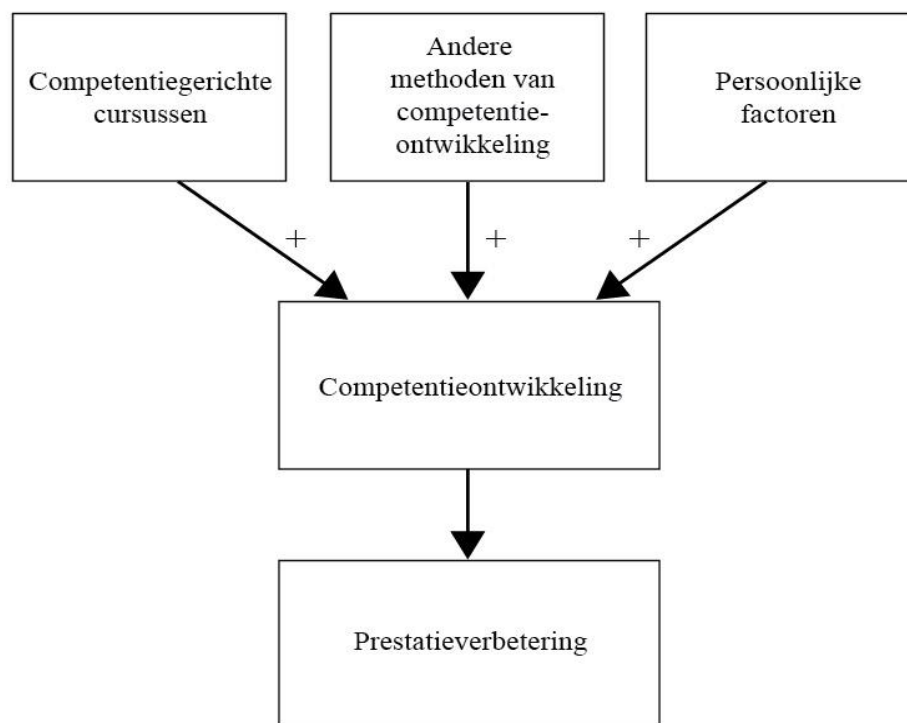 Competentiegerichte
cursussen
Andere
methoden van
competentie-
ontwikkeling
Persoonlijke
factoren
+
+
+
Competentieontwikkeling
Prestatieverbetering